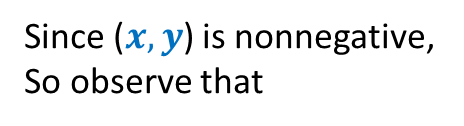 Since (x, y) is nonnegative,
So observe that